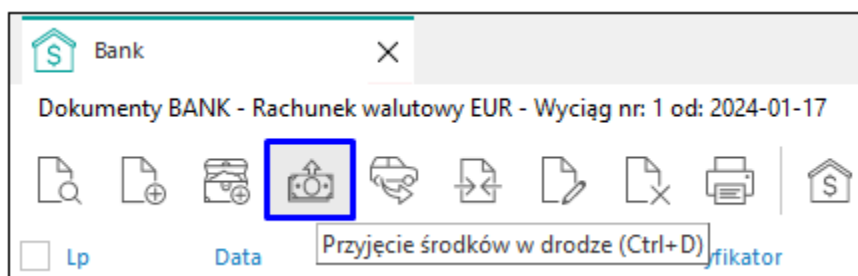 Bank
Dokumenty BANK - Rachunek walutowy EUR - Wyciąg nr: 1 od: 2024-01-17
Lp Data
Przyjęcie środków w drodze (Ctrl+D)